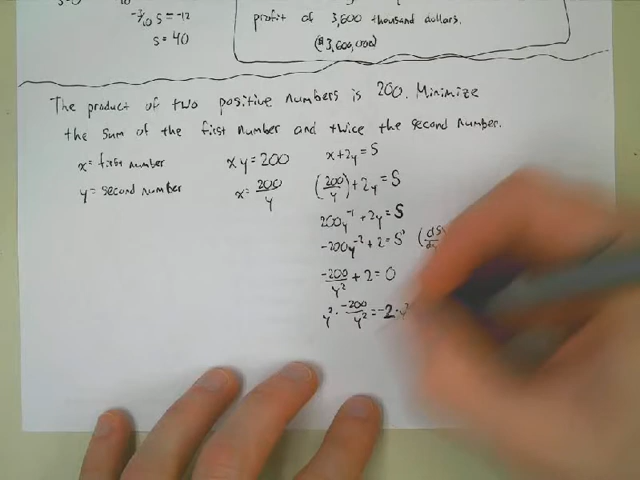 -3/10 S = -12
S = 40
profit of 3,600 thousand dollars.
($3,600,000)
The product of two positive numbers is 200. Minimize
the sum of the first number and twice the second number.
x = first number
y = second number
xy = 200
x = 200/y
x + 2y = S
(200/y) + 2y = S
200y⁻¹ + 2y = S
-200y⁻² + 2 = S' (dS
-200/y² + 2 = 0
y² · -200/y² = -2 · y²